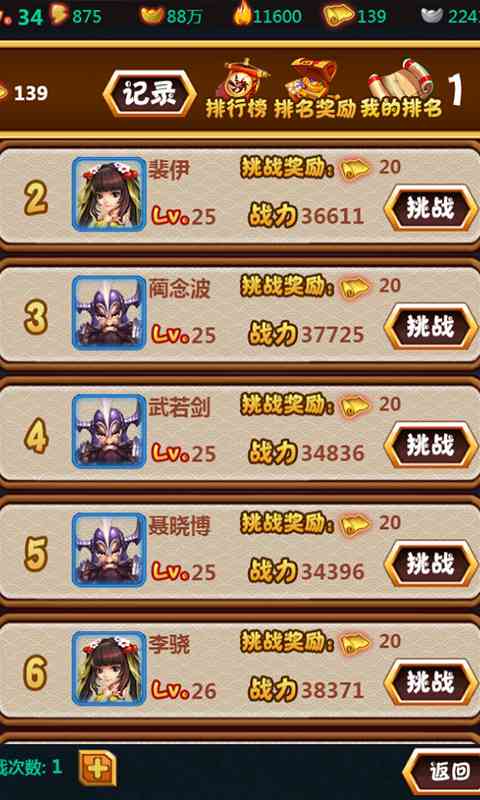 . 34 875 88万 11600 139 224
139 记录 排行榜 排名奖励 我的排名 1
2 裴伊 挑战奖励: 20
Lv.25 战力 36611 挑战
3 蔺念波 挑战奖励: 20
Lv.25 战力 37725 挑战
4 武若剑 挑战奖励: 20
Lv.25 战力 34836 挑战
5 聂晓博 挑战奖励: 20
Lv.25 战力 34396 挑战
6 李骁 挑战奖励: 20
Lv.26 战力 38371 挑战
战次数: 1 返回